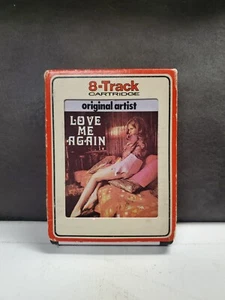 8-Track
CARTRIDGE
original artist
LOVE
ME
AGAIN